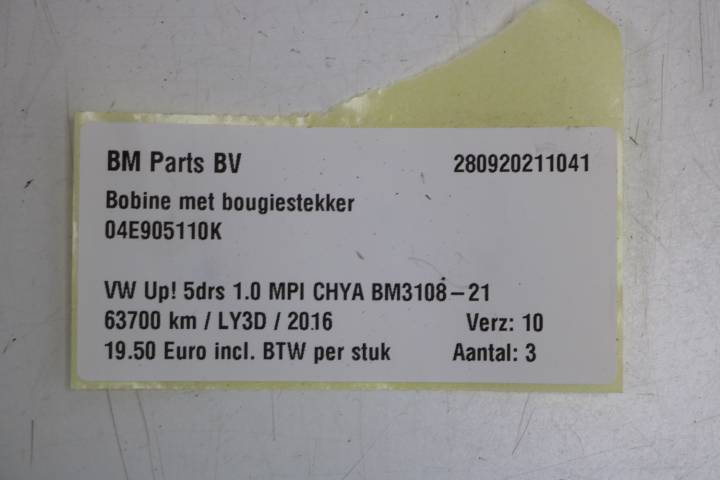 BM Parts BV 280920211041
Bobine met bougiestekker
04E905110K
VW Up! 5drs 1.0 MPI CHYA BM3108-21
63700 km / LY3D / 2016 Verz: 10
19.50 Euro incl. BTW per stuk Aantal: 3